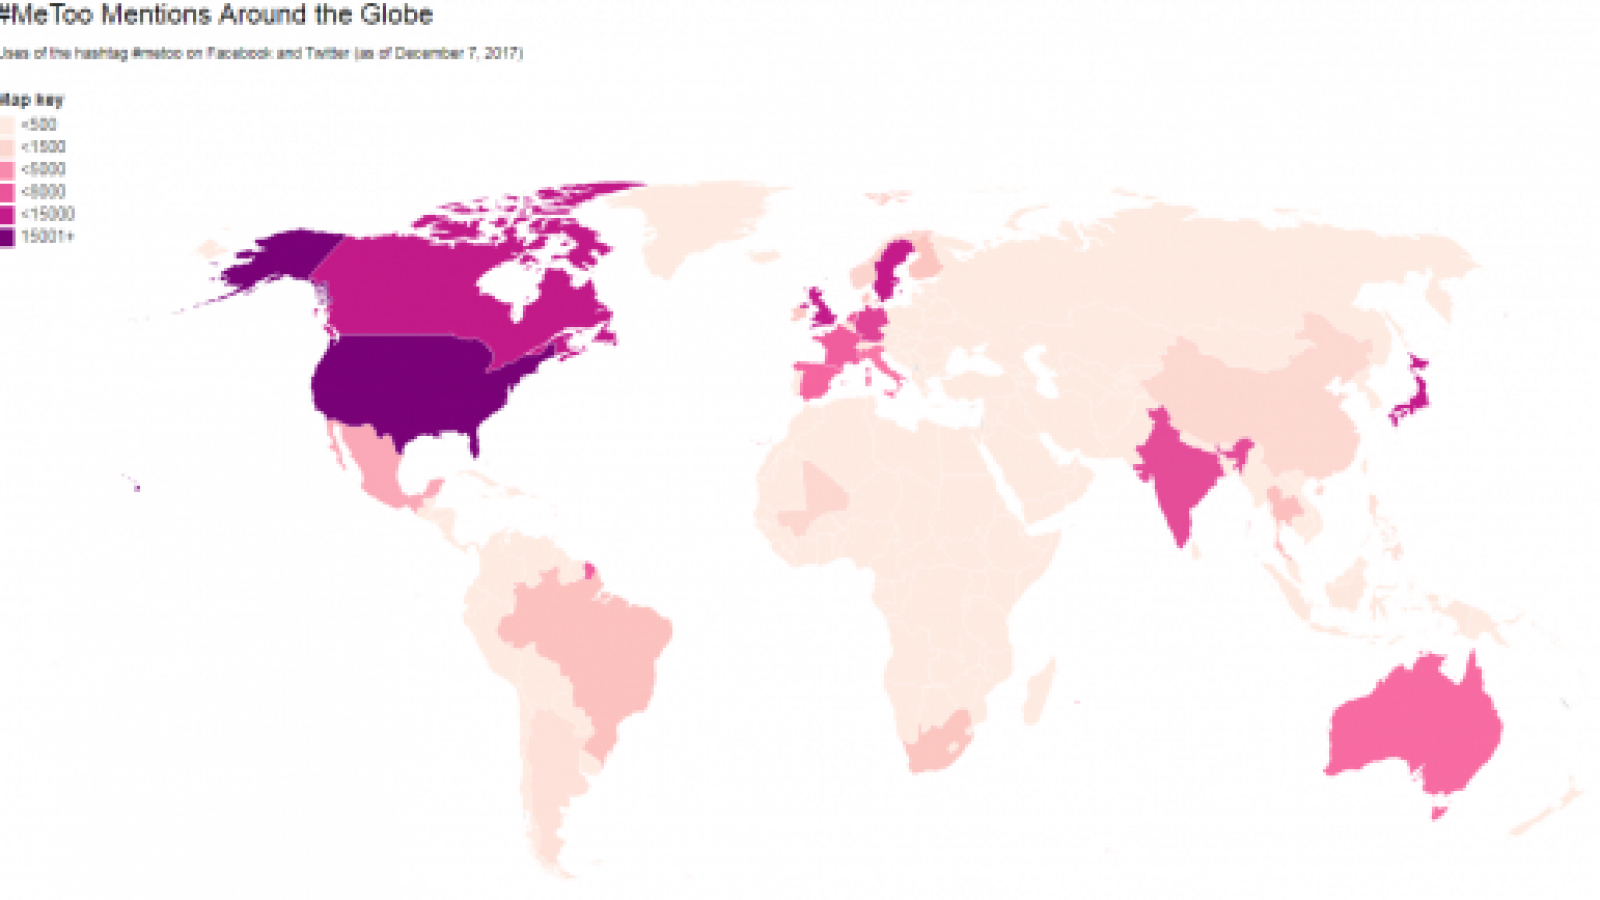 #MeToo Mentions Around the Globe
Uses of the hashtag #metoo on Facebook and Twitter (as of December 7, 2017)
Map key
<500
<1500
<5000
<8000
<15000
15001+